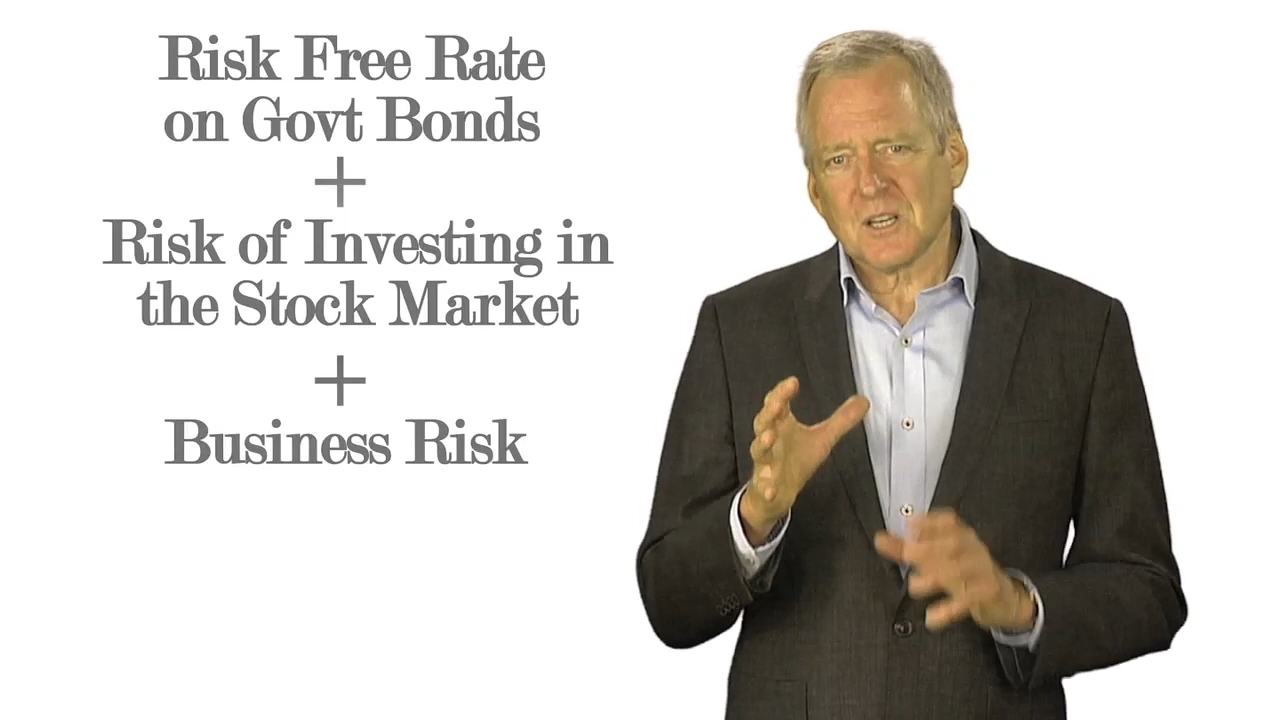 Risk Free Rate
on Govt Bonds
+
Risk of Investing in
the Stock Market
+
Business Risk